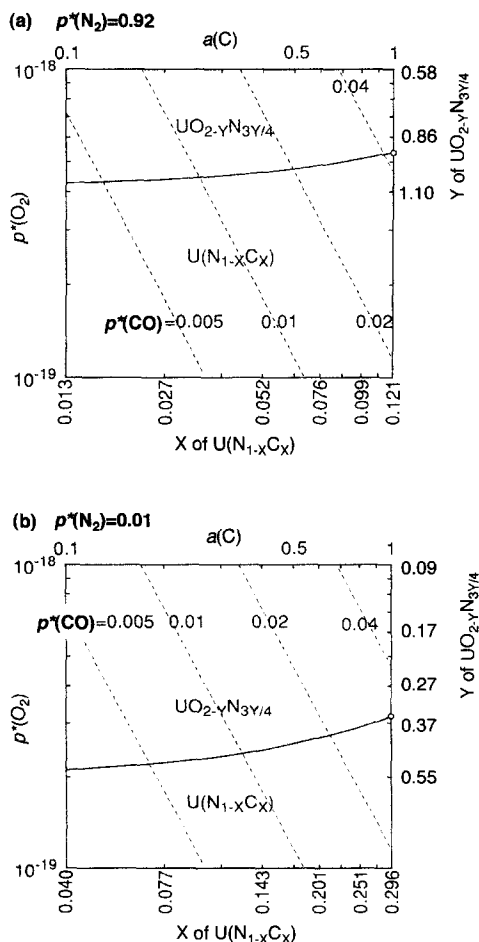 (a) p*(N2)=0.92
a(C)
0.1 0.5 1
10-18
0.04
0.58
UO2-YN3Y/4
0.86
1.10
Y of UO2-YN3Y/4
p*(O2)
U(N1-XCX)
p*(CO)=0.005 0.01 0.02
10-19
0.013 0.027 0.052 0.076 0.099 0.121
X of U(N1-XCX)
(b) p*(N2)=0.01
a(C)
0.1 0.5 1
10-18
0.09
p*(CO)=0.005 0.01 0.02 0.04
0.17
0.27
UO2-YN3Y/4
0.37
0.55
Y of UO2-YN3Y/4
p*(O2)
U(N1-XCX)
10-19
0.040 0.077 0.143 0.201 0.251 0.296
X of U(N1-XCX)